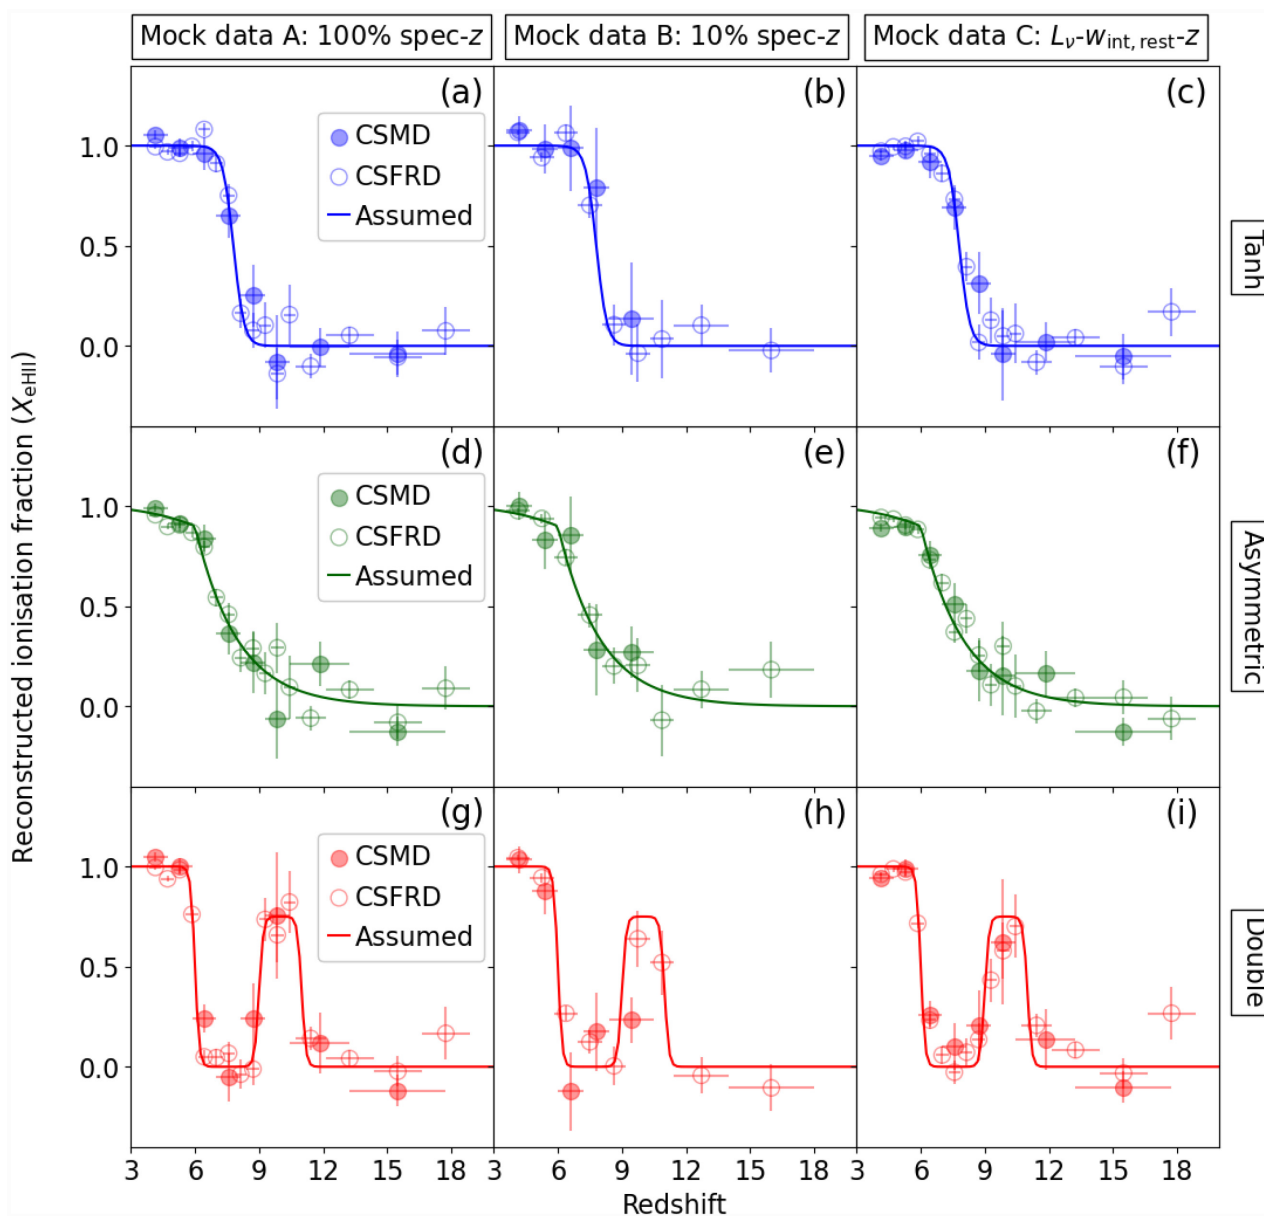 Mock data A: 100% spec-z
Mock data B: 10% spec-z
Mock data C: Lν-wint, rest-z
(a)
(b)
(c)
CSMD
CSFRD
Assumed
1.0
0.5
0.0
Tanh
(d)
(e)
(f)
CSMD
CSFRD
Assumed
1.0
0.5
0.0
Asymmetric
Reconstructed ionisation fraction (XeHII)
(g)
(h)
(i)
CSMD
CSFRD
Assumed
1.0
0.5
0.0
Double
3 6 9 12 15 18
3 6 9 12 15 18
3 6 9 12 15 18
Redshift